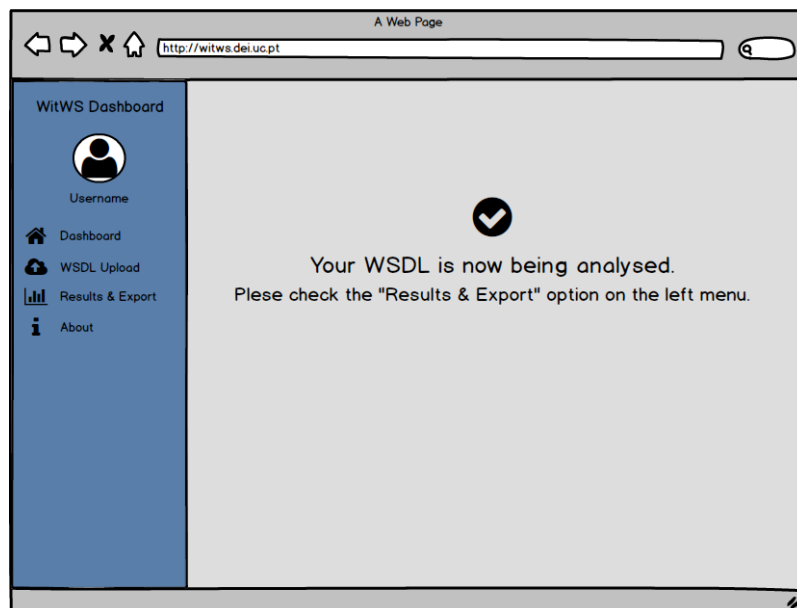 A Web Page
http://witws.dei.uc.pt
WitWS Dashboard
Username
Dashboard
WSDL Upload
Results & Export
About
Your WSDL is now being analysed.
Plese check the "Results & Export" option on the left menu.